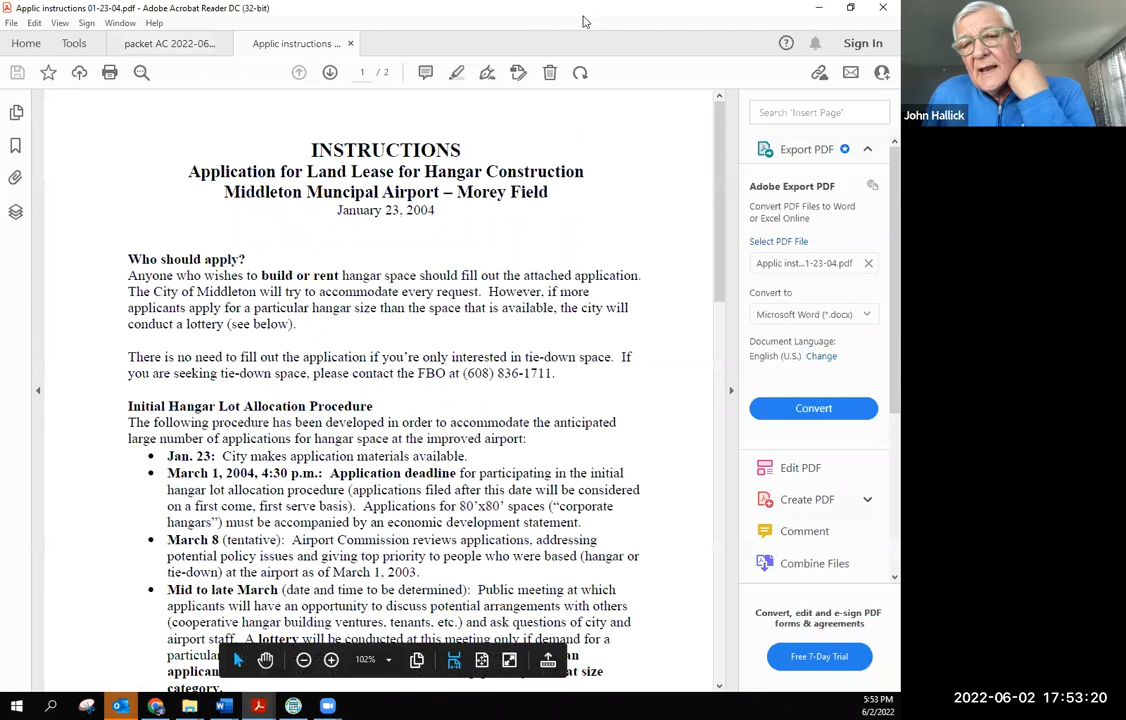 Applic instructions 01-23-04.pdf - Adobe Acrobat Reader DC (32-bit)
File Edit View Sign Window Help
Home Tools packet AC 2022-06... Applic instructions ... Sign In
1 / 2
John Hallick
INSTRUCTIONS
Application for Land Lease for Hangar Construction
Middleton Muncipal Airport – Morey Field
January 23, 2004
Who should apply?
Anyone who wishes to build or rent hangar space should fill out the attached application.
The City of Middleton will try to accommodate every request. However, if more
applicants apply for a particular hangar size than the space that is available, the city will
conduct a lottery (see below).
There is no need to fill out the application if you're only interested in tie-down space. If
you are seeking tie-down space, please contact the FBO at (608) 836-1711.
Initial Hangar Lot Allocation Procedure
The following procedure has been developed in order to accommodate the anticipated
large number of applications for hangar space at the improved airport:
• Jan. 23: City makes application materials available.
• March 1, 2004, 4:30 p.m.: Application deadline for participating in the initial
hangar lot allocation procedure (applications filed after this date will be considered
on a first come, first serve basis). Applications for 80'x80' spaces ("corporate
hangars") must be accompanied by an economic development statement.
• March 8 (tentative): Airport Commission reviews applications, addressing
potential policy issues and giving top priority to people who were based (hangar or
tie-down) at the airport as of March 1, 2003.
• Mid to late March (date and time to be determined): Public meeting at which
applicants will have an opportunity to discuss potential arrangements with others
(cooperative hangar building ventures, tenants, etc.) and ask questions of city and
airport staff. A lottery will be conducted at this meeting only if demand for a
particular an
applican at size
category.
102%
Search 'Insert Page'
Export PDF
Adobe Export PDF
Convert PDF Files to Word
or Excel Online
Select PDF File
Applic inst...1-23-04.pdf
Convert to
Microsoft Word (*.docx)
Document Language:
English (U.S.) Change
Convert
Edit PDF
Create PDF
Comment
Combine Files
Convert, edit and e-sign PDF
forms & agreements
Free 7-Day Trial
5:53 PM
6/2/2022
2022-06-02 17:53:20